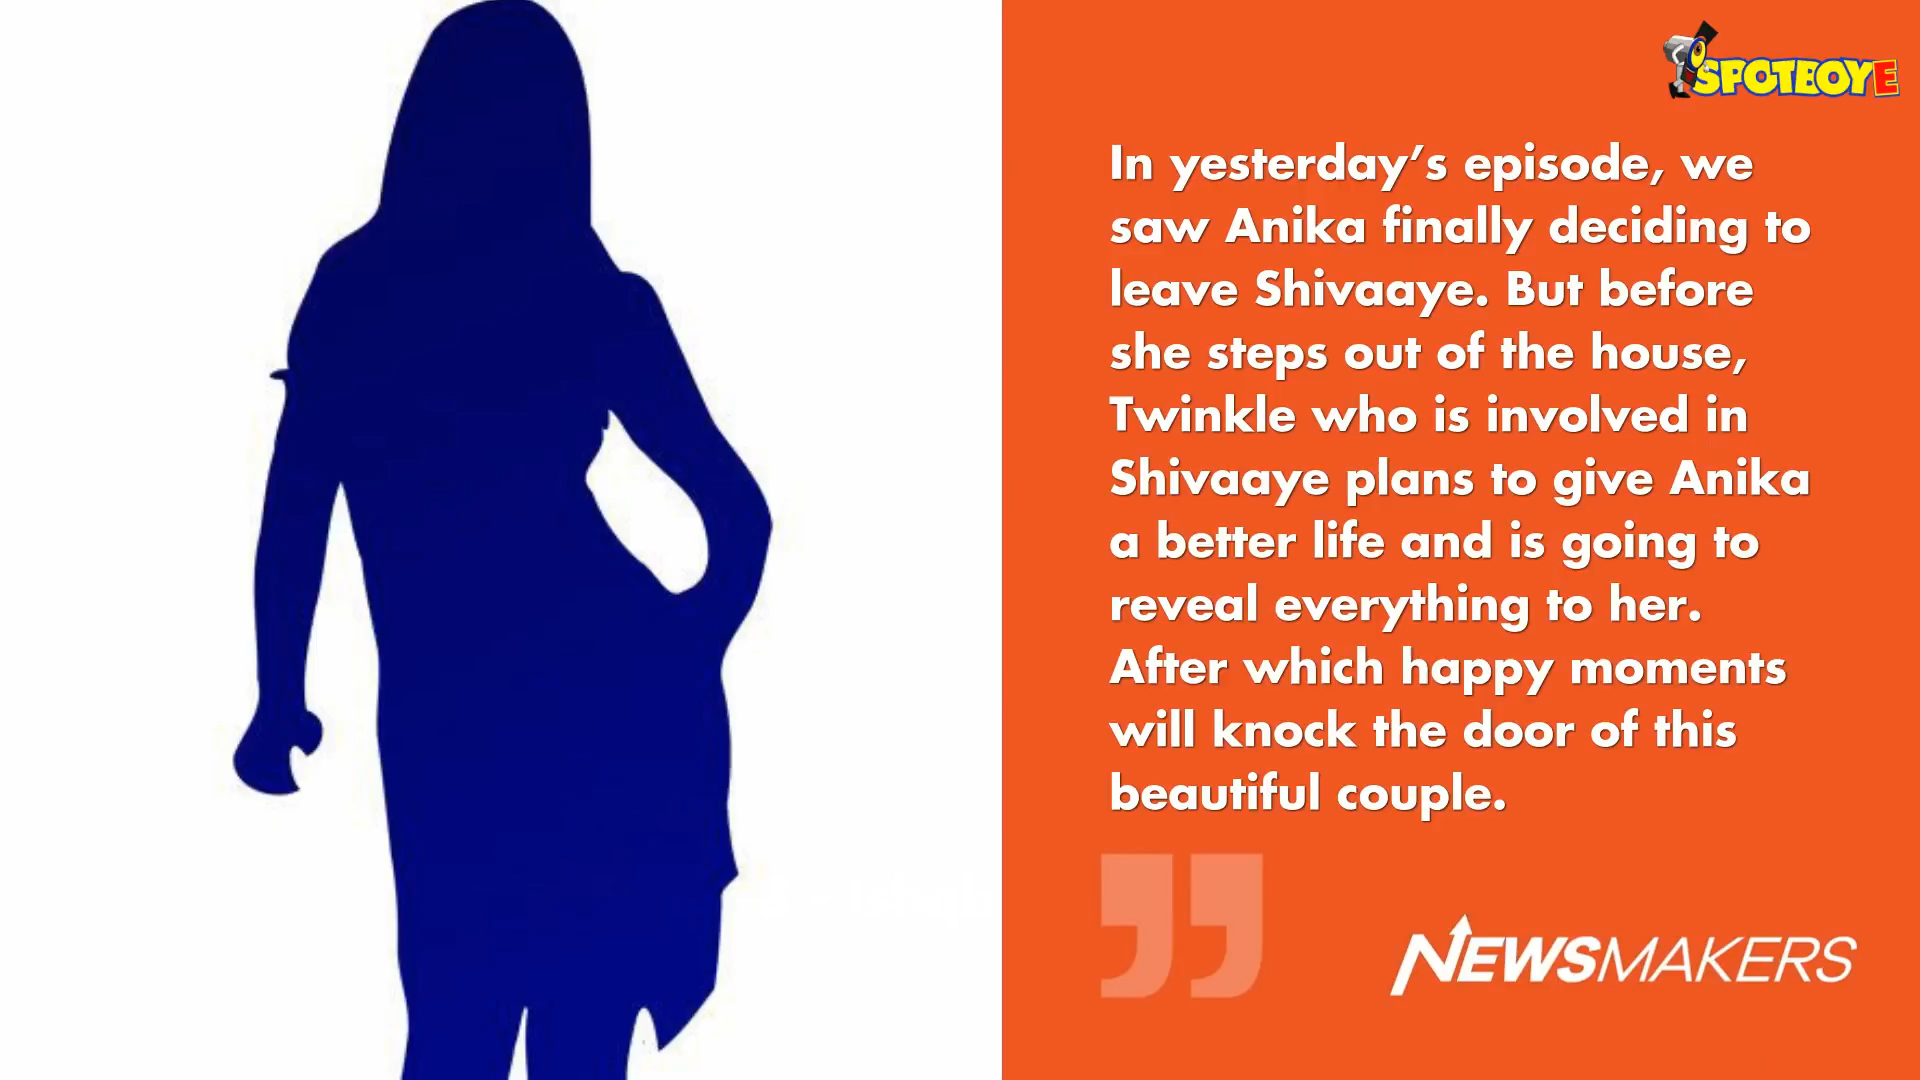 SPOTBOYE
In yesterday’s episode, we
saw Anika finally deciding to
leave Shivaaye. But before
she steps out of the house,
Twinkle who is involved in
Shivaaye plans to give Anika
a better life and is going to
reveal everything to her.
After which happy moments
will knock the door of this
beautiful couple.
”
NEWSMAKERS